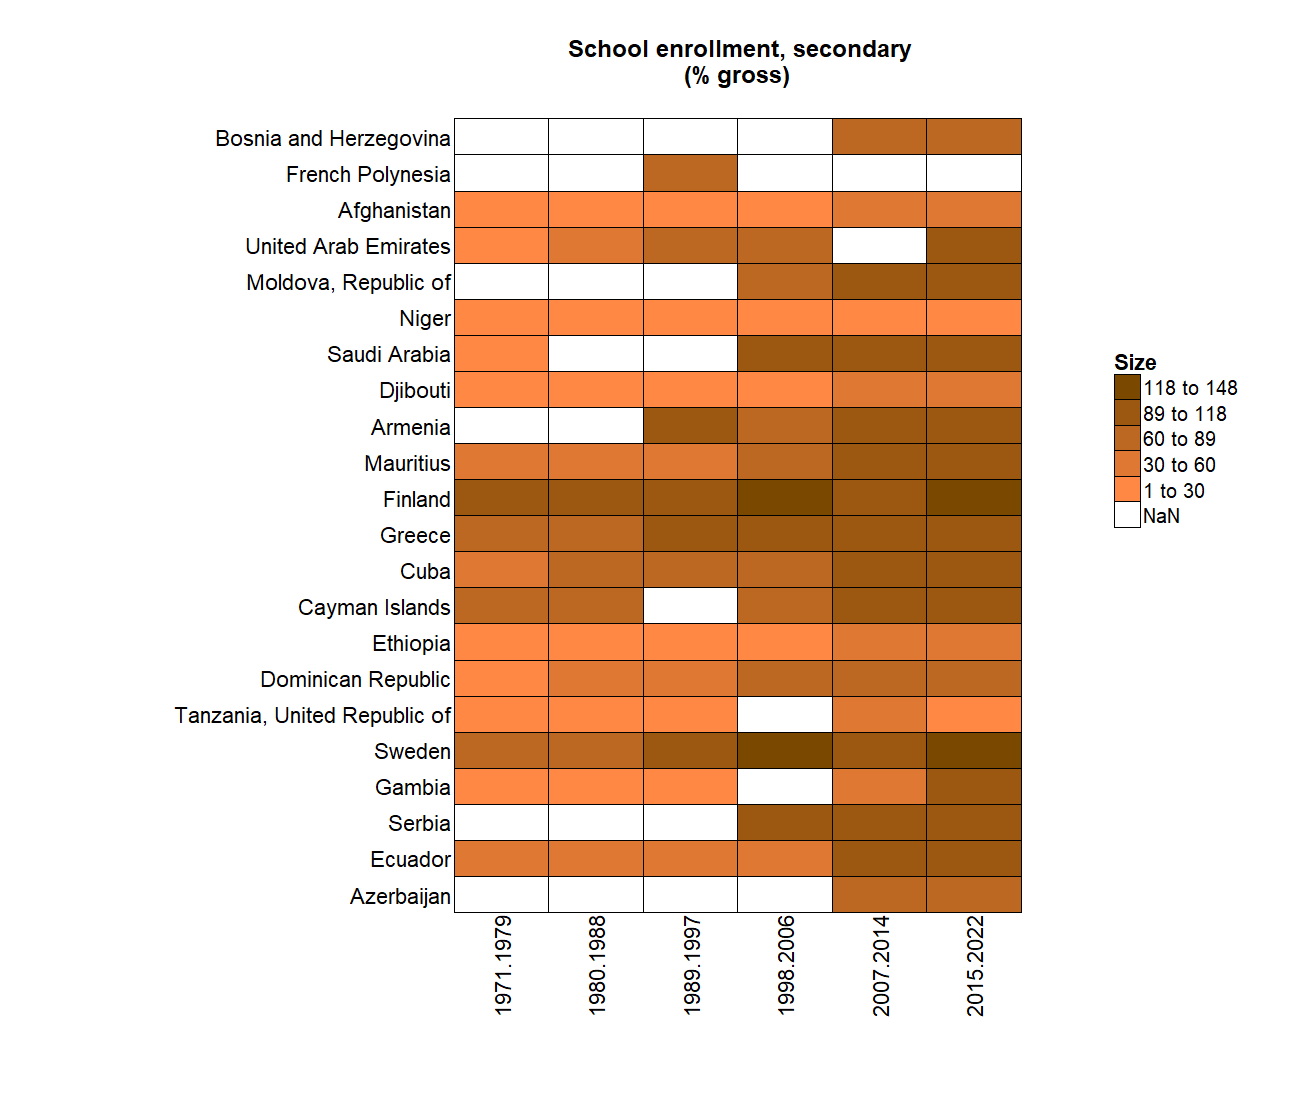 School enrollment, secondary
(% gross)
Bosnia and Herzegovina
French Polynesia
Afghanistan
United Arab Emirates
Moldova, Republic of
Niger
Saudi Arabia
Djibouti
Armenia
Mauritius
Finland
Greece
Cuba
Cayman Islands
Ethiopia
Dominican Republic
Tanzania, United Republic of
Sweden
Gambia
Serbia
Ecuador
Azerbaijan
1971.1979
1980.1988
1989.1997
1998.2006
2007.2014
2015.2022
Size
118 to 148
89 to 118
60 to 89
30 to 60
1 to 30
NaN